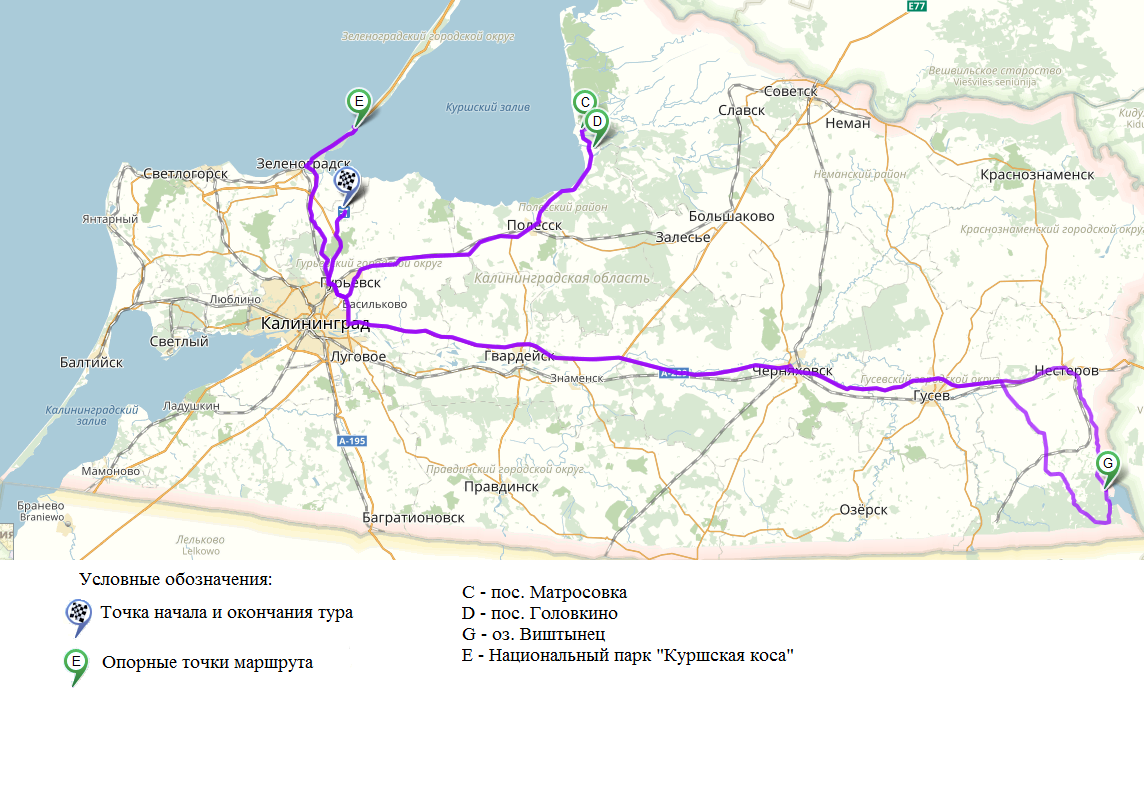 E77
Зеленоградский городской округ
Вештвильское староство
Viešvilės seniūnija
Куршский залив
Советск
Славск
Неман
E
C
D
Зеленоградск
Светлогорск
Неманский район
Краснознаменск
Янтарный
Полесский район
Полесск
Большаково
Залесье
Краснознаменский городской окру
Гурьевский городской округ
Гурьевск
Калининградская область
Люблино
Васильково
Калининград
Светлый
Луговое
Гвардейск
Балтийск
Знаменск
Черняховск
Нестеров
Гусевский городской округ
Гусев
Калининградский
залив
Ладушкин
A-195
Мамоново
Правдинский городской округ
Правдинск
G
Бранево
Braniewo
Багратионовск
Озёрск
Лельково
Lelkowo
Условные обозначения:
Точка начала и окончания тура
E Опорные точки маршрута
C - пос. Матросовка
D - пос. Головкино
G - оз. Виштынец
E - Национальный парк "Куршская коса"